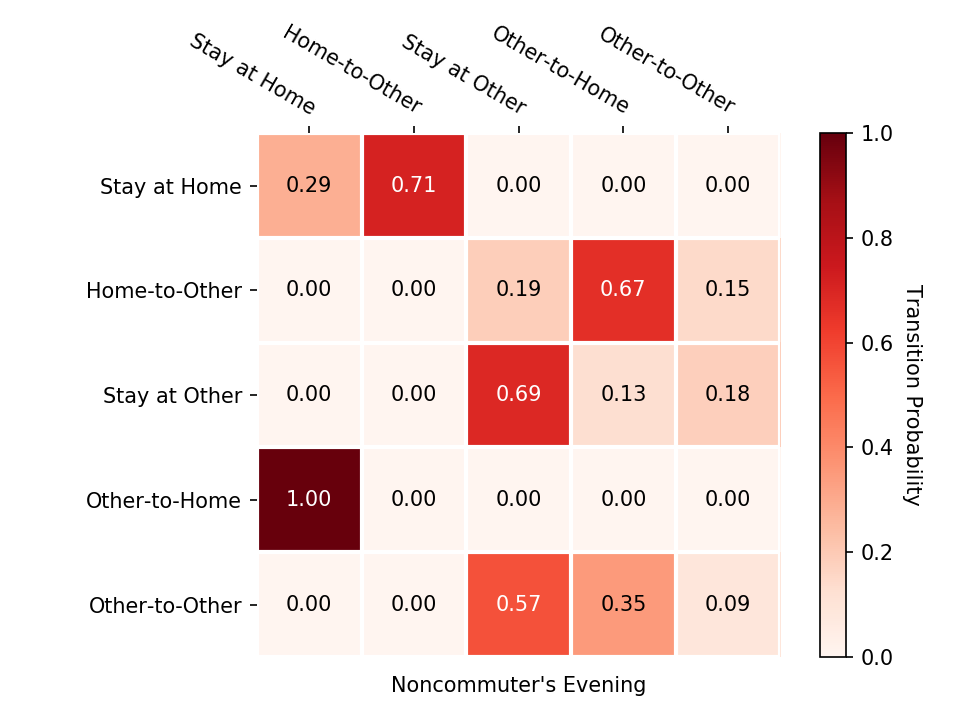 Stay at Home
Home-to-Other
Stay at Other
Other-to-Home
Other-to-Other
Stay at Home 0.29 0.71 0.00 0.00 0.00
Home-to-Other 0.00 0.00 0.19 0.67 0.15
Stay at Other 0.00 0.00 0.69 0.13 0.18
Other-to-Home 1.00 0.00 0.00 0.00 0.00
Other-to-Other 0.00 0.00 0.57 0.35 0.09
Noncommuter's Evening
1.0
0.8
0.6
0.4
0.2
0.0
Transition Probability